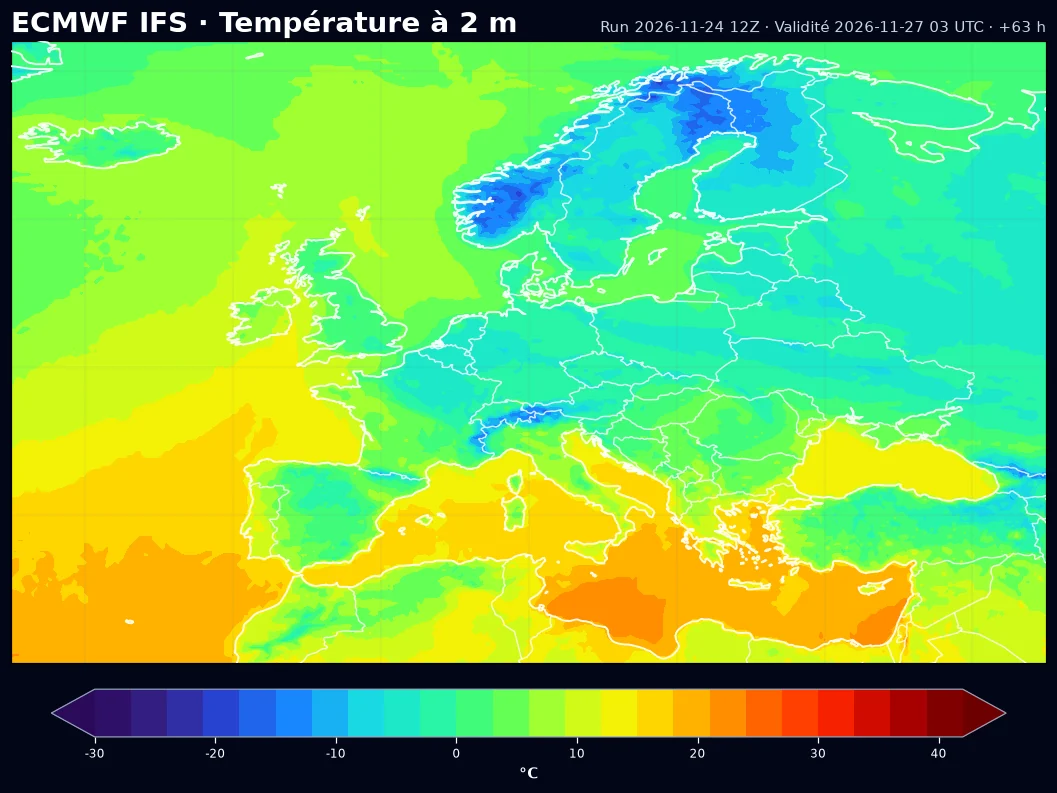 ECMWF IFS · Température à 2 m
Run 2026-11-24 12Z · Validité 2026-11-27 03 UTC · +63 h
-30 -20 -10 0 10 20 30 40
°C